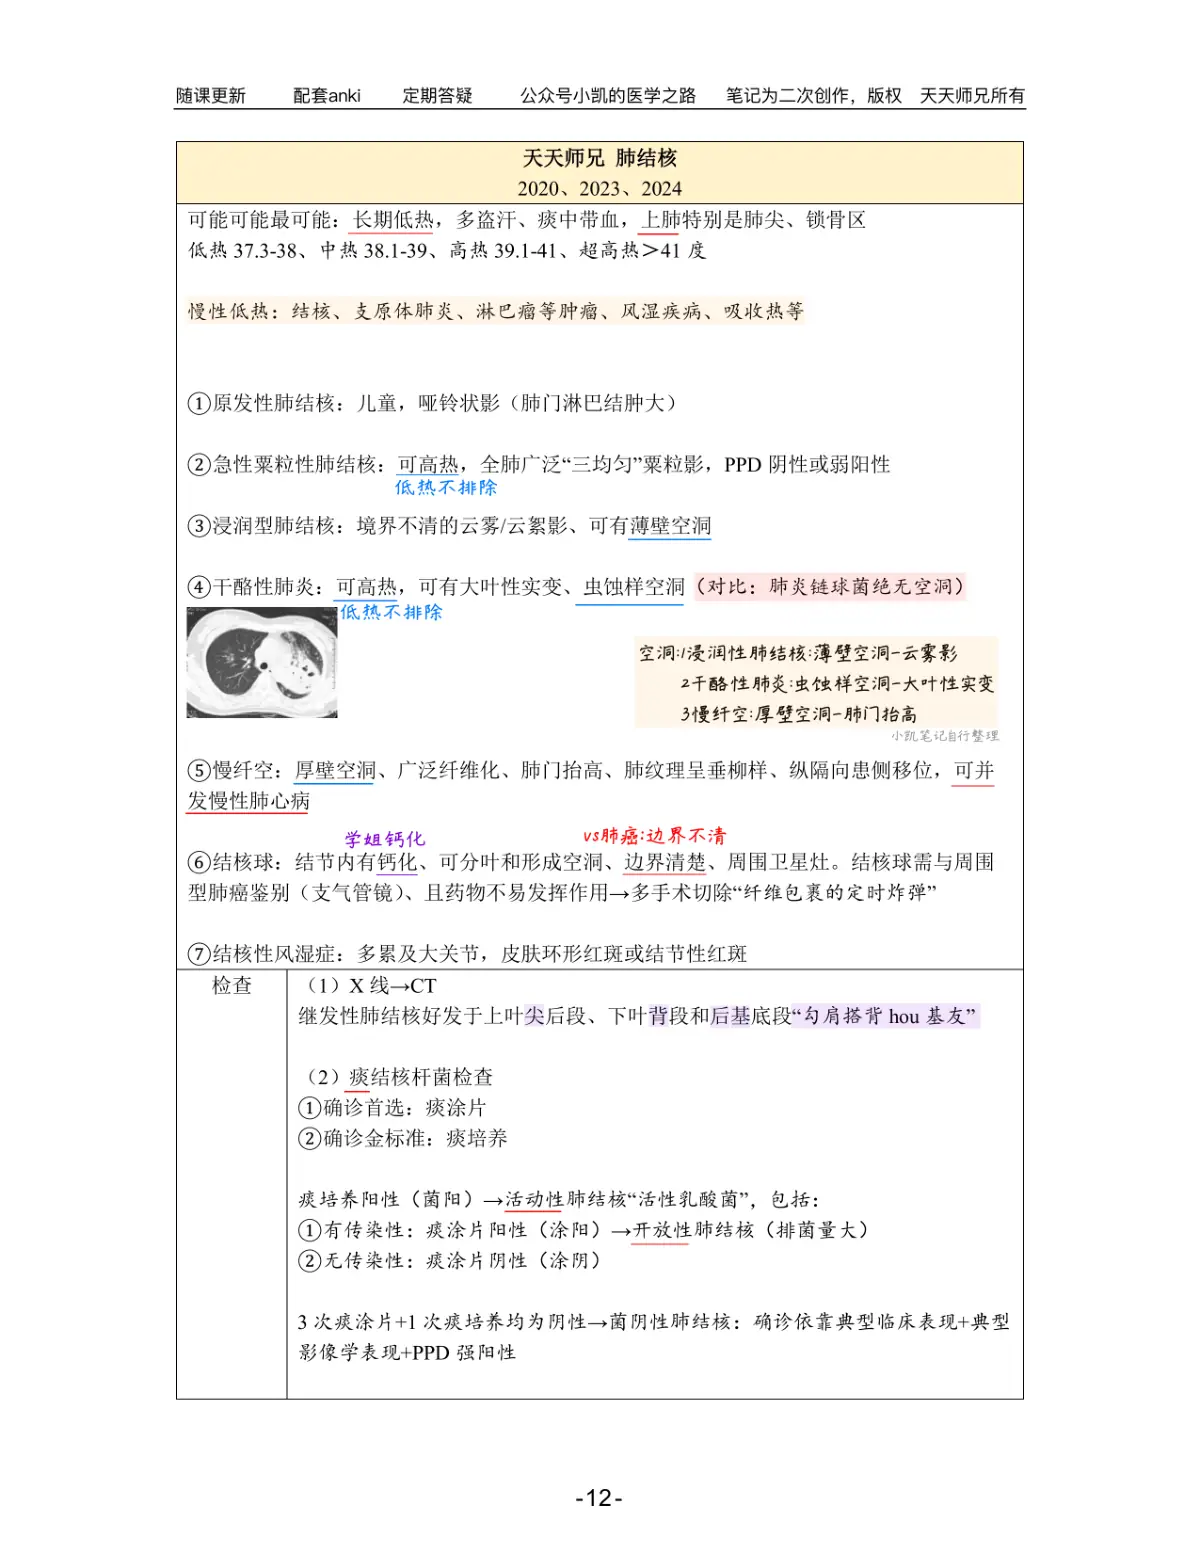 随课更新 配套anki 定期答疑 公众号小凯的医学之路 笔记为二次创作，版权 天天师兄所有
天天师兄 肺结核
2020、2023、2024
可能可能最可能：长期低热，多盗汗、痰中带血，上肺特别是肺尖、锁骨区
低热 37.3-38、中热 38.1-39、高热 39.1-41、超高热＞41 度
慢性低热：结核、支原体肺炎、淋巴瘤等肿瘤、风湿疾病、吸收热等
①原发性肺结核：儿童，哑铃状影（肺门淋巴结肿大）
②急性粟粒性肺结核：可高热，全肺广泛“三均匀”粟粒影，PPD 阴性或弱阳性
低热不排除
③浸润型肺结核：境界不清的云雾/云絮影、可有薄壁空洞
④干酪性肺炎：可高热，可有大叶性实变、虫蚀样空洞（对比：肺炎链球菌绝无空洞）
低热不排除
空洞:1浸润性肺结核:薄壁空洞-云雾影
2干酪性肺炎:虫蚀样空洞-大叶性实变
3慢纤空:厚壁空洞-肺门抬高
小凯笔记自行整理
⑤慢纤空：厚壁空洞、广泛纤维化、肺门抬高、肺纹理呈垂柳样、纵隔向患侧移位，可并
发慢性肺心病
学姐钙化 vs肺癌:边界不清
⑥结核球：结节内有钙化、可分叶和形成空洞、边界清楚、周围卫星灶。结核球需与周围
型肺癌鉴别（支气管镜）、且药物不易发挥作用→多手术切除“纤维包裹的定时炸弹”
⑦结核性风湿症：多累及大关节，皮肤环形红斑或结节性红斑
检查 （1）X 线→CT
继发性肺结核好发于上叶尖后段、下叶背段和后基底段“勾肩搭背 hou 基友”
（2）痰结核杆菌检查
①确诊首选：痰涂片
②确诊金标准：痰培养
痰培养阳性（菌阳）→活动性肺结核“活性乳酸菌”，包括：
①有传染性：痰涂片阳性（涂阳）→开放性肺结核（排菌量大）
②无传染性：痰涂片阴性（涂阴）
3 次痰涂片+1 次痰培养均为阴性→菌阴性肺结核：确诊依靠典型临床表现+典型
影像学表现+PPD 强阳性
-12-